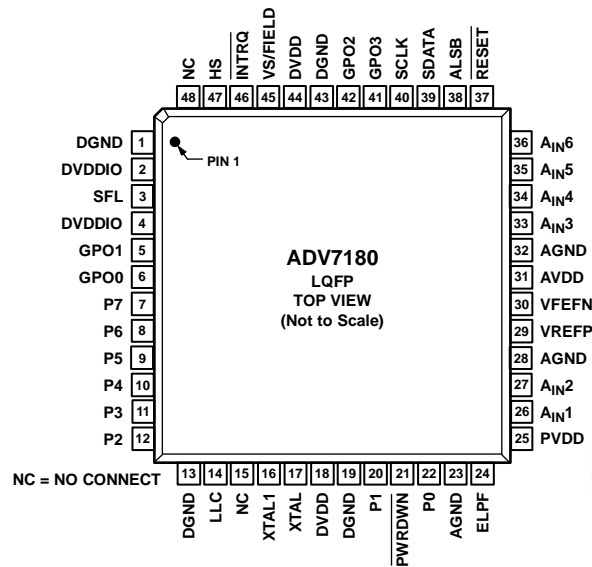 NC
HS
INTRQ
VS/FIELD
DVDD
DGND
GPO2
GPO3
SCLK
SDATA
ALSB
RESET
48 47 46 45 44 43 42 41 40 39 38 37
DGND 1
DVDDIO 2
SFL 3
DVDDIO 4
GPO1 5
GPO0 6
P7 7
P6 8
P5 9
P4 10
P3 11
P2 12
PIN 1
ADV7180
LQFP
TOP VIEW
(Not to Scale)
36 AIN6
35 AIN5
34 AIN4
33 AIN3
32 AGND
31 AVDD
30 VFEFN
29 VREFP
28 AGND
27 AIN2
26 AIN1
25 PVDD
NC = NO CONNECT
13 14 15 16 17 18 19 20 21 22 23 24
DGND
LLC
NC
XTAL1
XTAL
DVDD
DGND
P1
PWRDWN
P0
AGND
ELPF